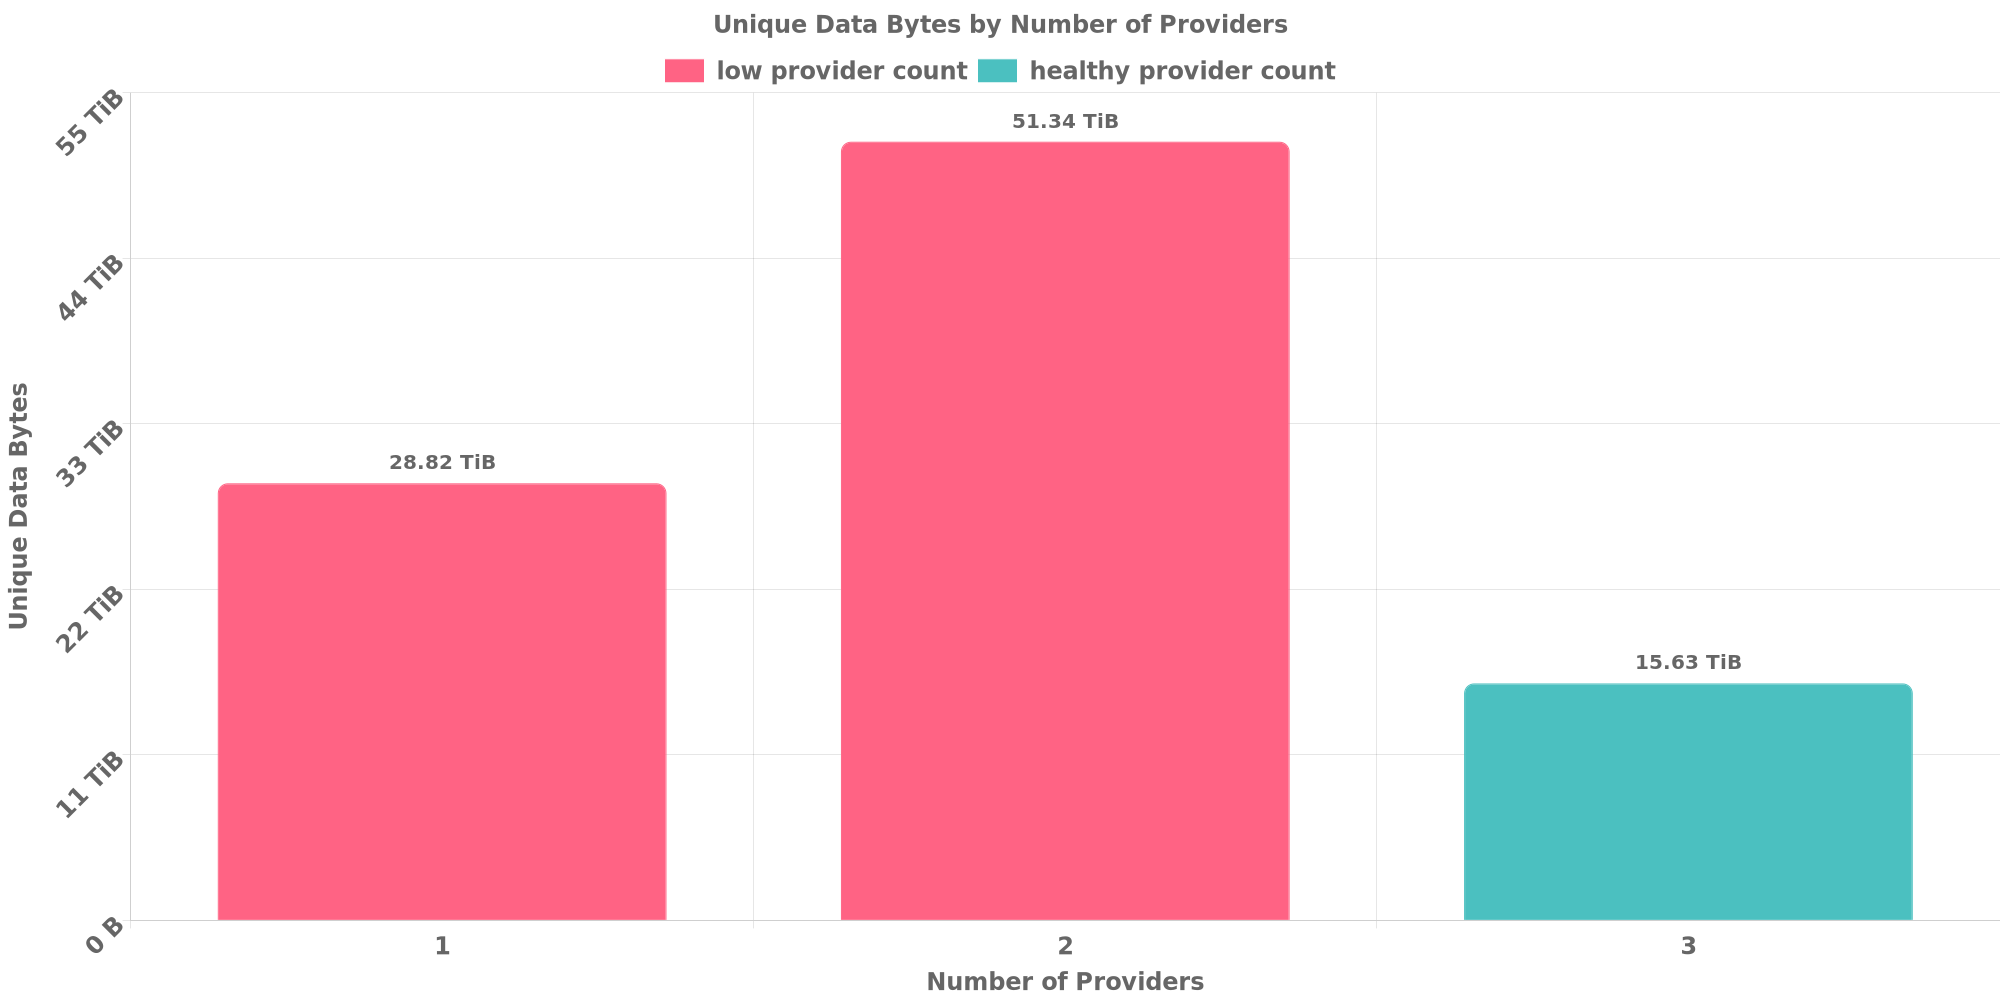 Unique Data Bytes by Number of Providers
low provider count healthy provider count
55 TiB
51.34 TiB
44 TiB
33 TiB
28.82 TiB
22 TiB
15.63 TiB
11 TiB
0 B
Unique Data Bytes
1 2 3
Number of Providers